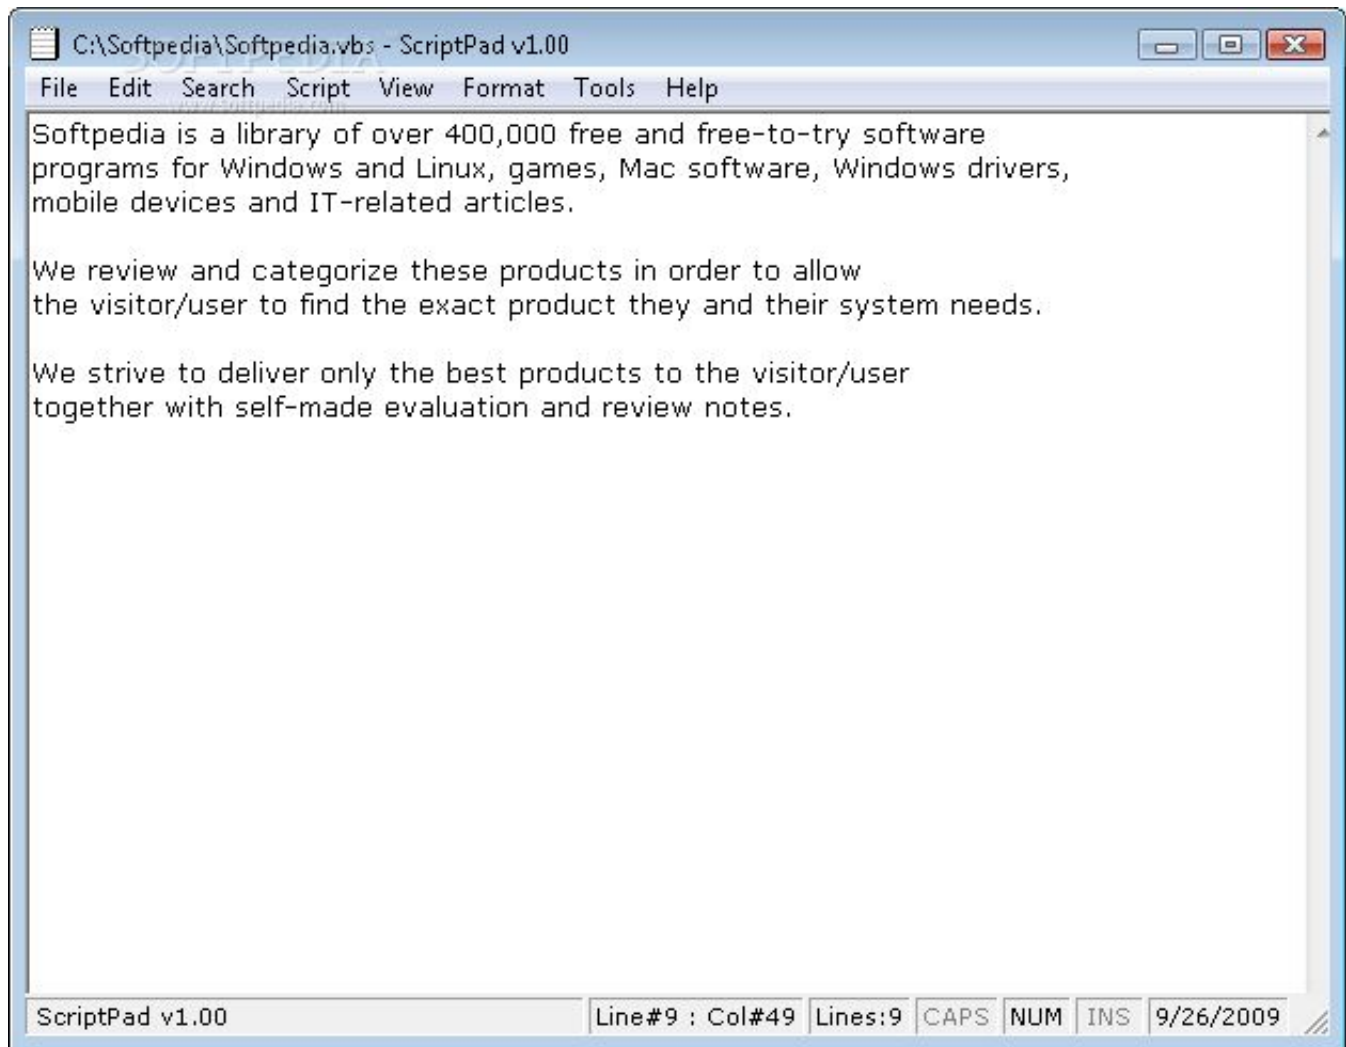 C:\Softpedia\Softpedia.vbs - ScriptPad v1.00
SOFTPEDIA
File Edit Search Script View Format Tools Help
www.softpedia.com
Softpedia is a library of over 400,000 free and free-to-try software
programs for Windows and Linux, games, Mac software, Windows drivers,
mobile devices and IT-related articles.
We review and categorize these products in order to allow
the visitor/user to find the exact product they and their system needs.
We strive to deliver only the best products to the visitor/user
together with self-made evaluation and review notes.
ScriptPad v1.00 Line#9 : Col#49 Lines:9 CAPS NUM INS 9/26/2009